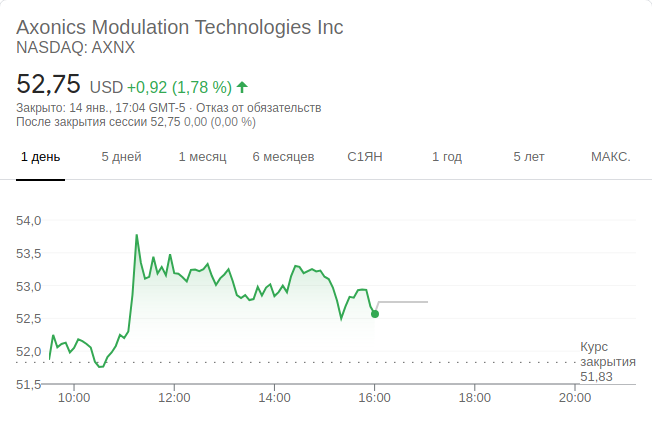 Axonics Modulation Technologies Inc
NASDAQ: AXNX
52,75 USD +0,92 (1,78 %)
Закрыто: 14 янв., 17:04 GMT-5 · Отказ от обязательств
После закрытия сессии 52,75 0,00 (0,00 %)
1 день 5 дней 1 месяц 6 месяцев С1ЯН 1 год 5 лет МАКС.
54,0
53,5
53,0
52,5
52,0
51,5
Курс
закрытия
51,83
10:00 12:00 14:00 16:00 18:00 20:00